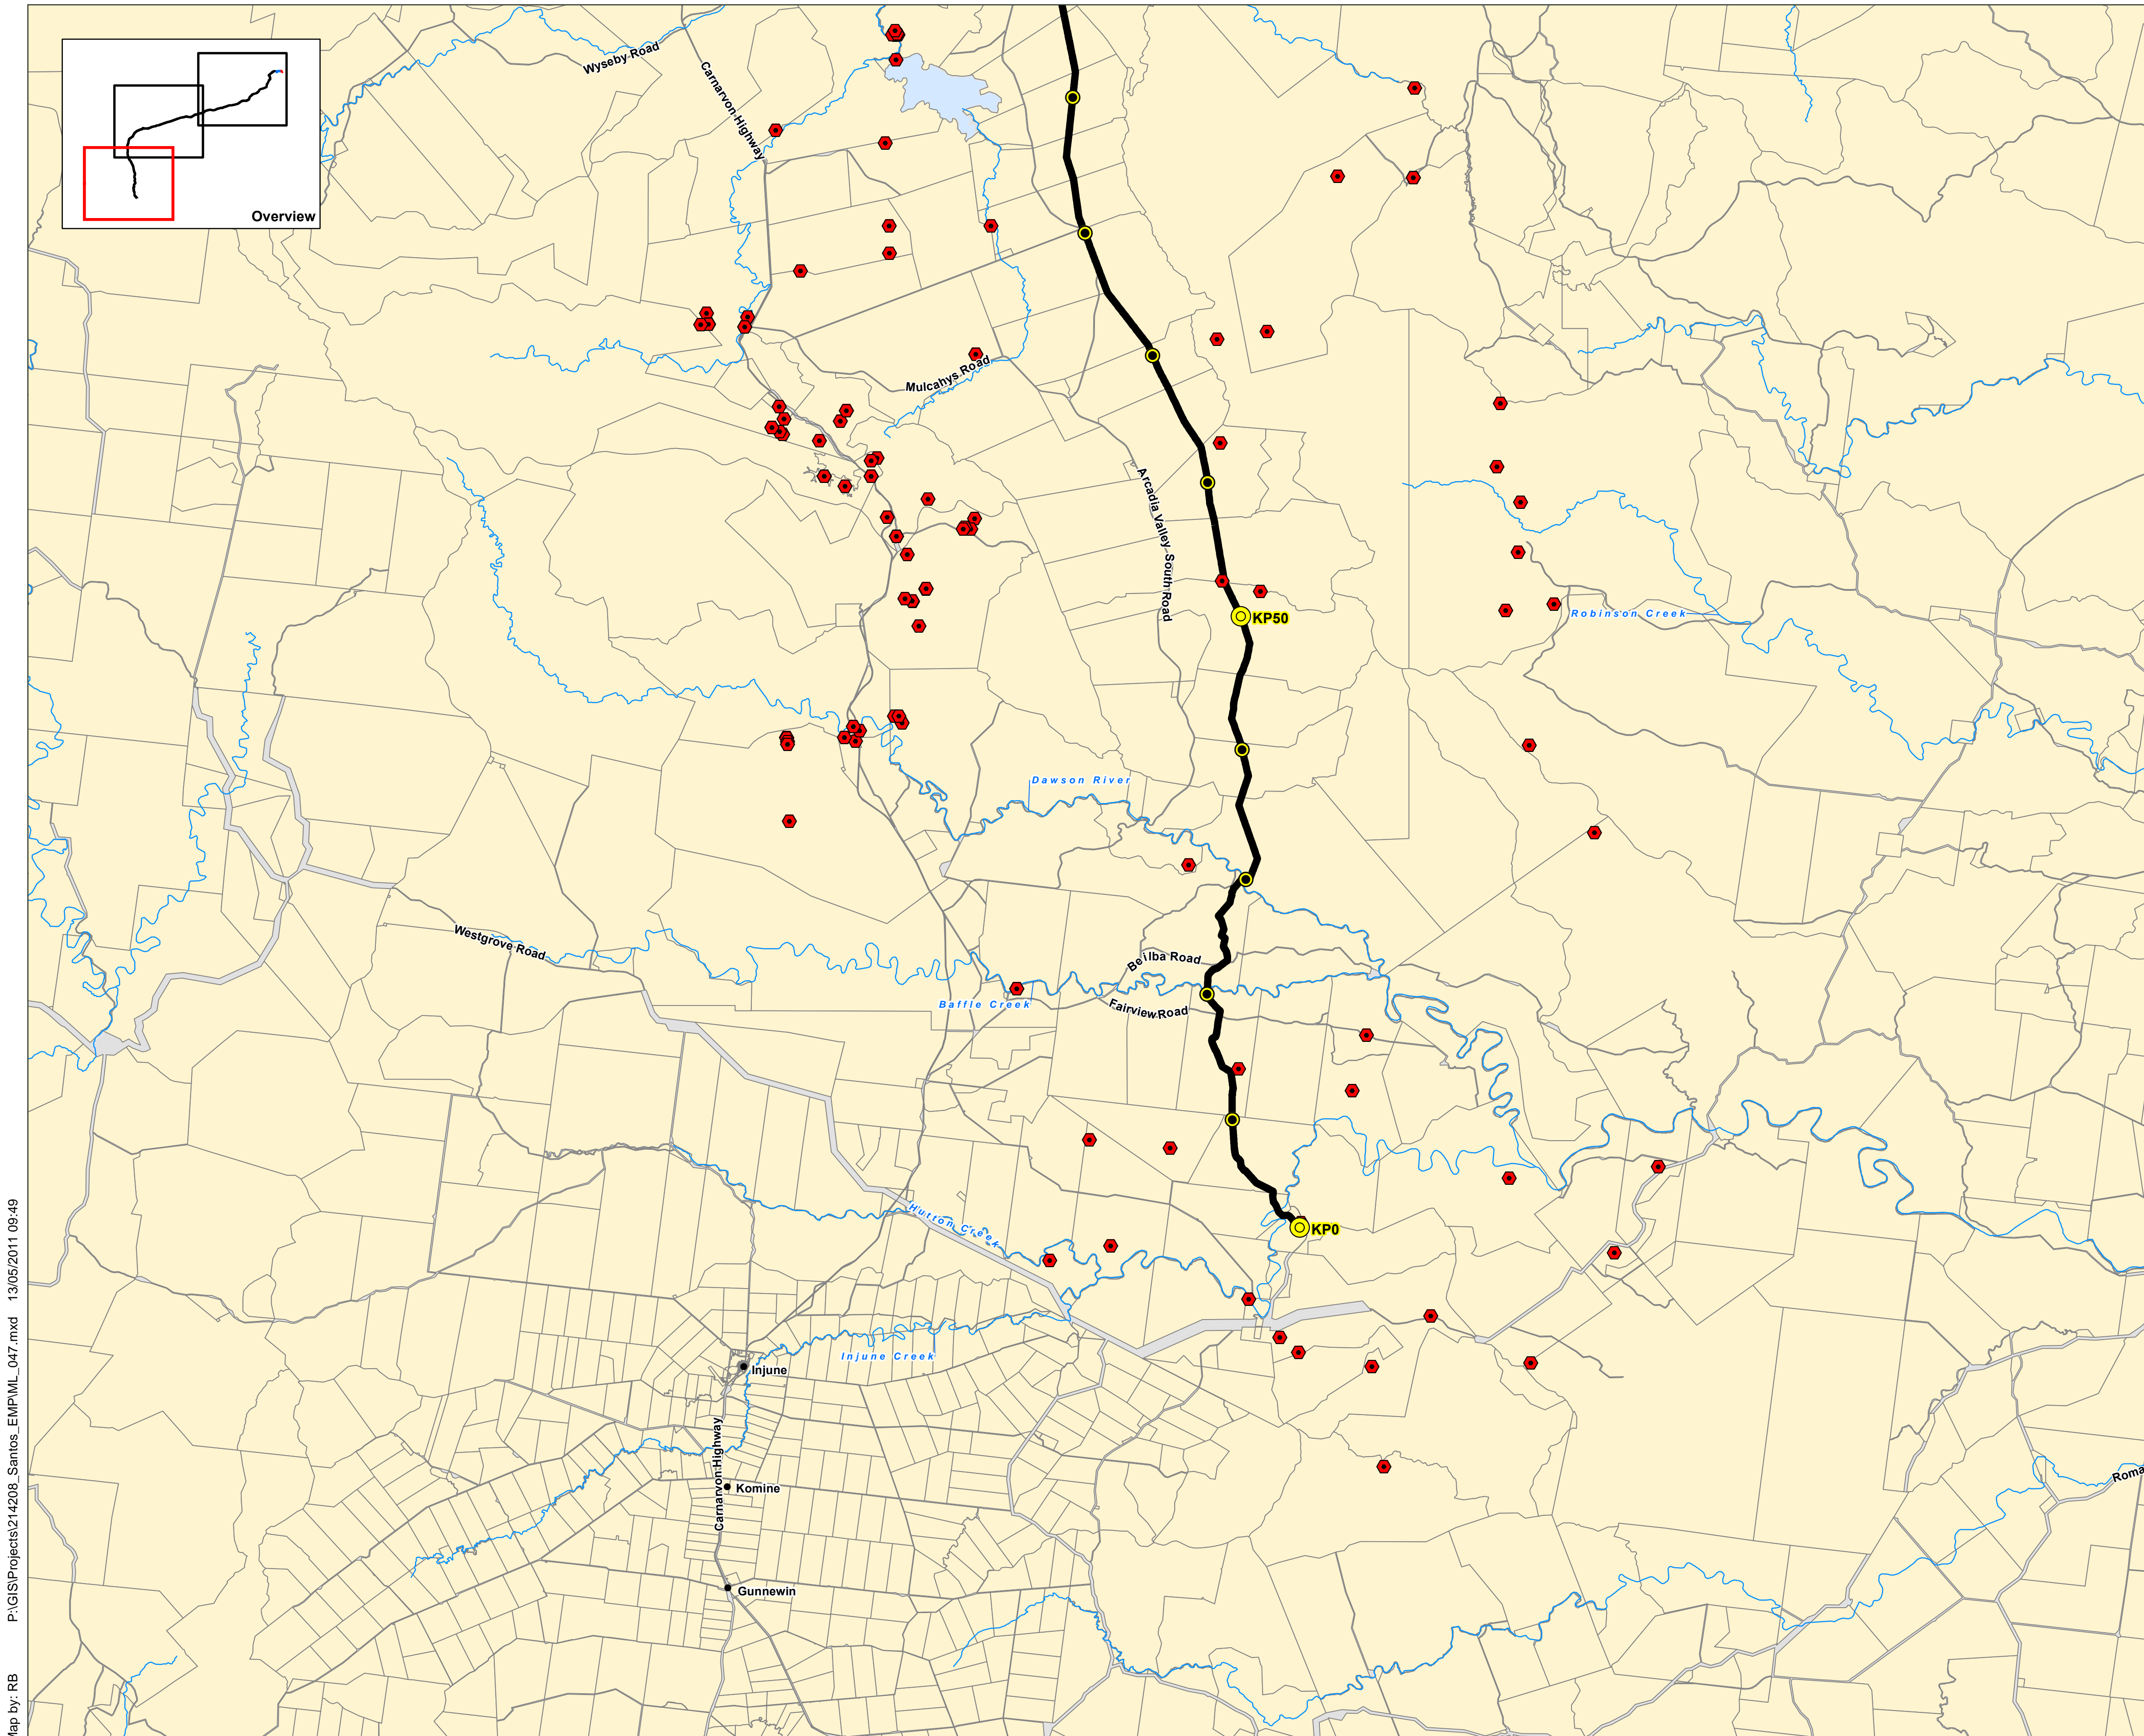 Wyseby Road
Carnarvon Highway
Overview
Mulcahys Road
Arcadia Valley South Road
KP50
Robinson Creek
Dawson River
Westgrove Road
Beilba Road
Baffle Creek
Fairview Road
Hutton Creek
KP0
Injune Creek
Injune
Carnarvon Highway
Komine
Roma
Gunnewin
Map by: RB P:\GIS\Projects\214208_Santos_EMP\ML_047.mxd 13/05/2011 09:49